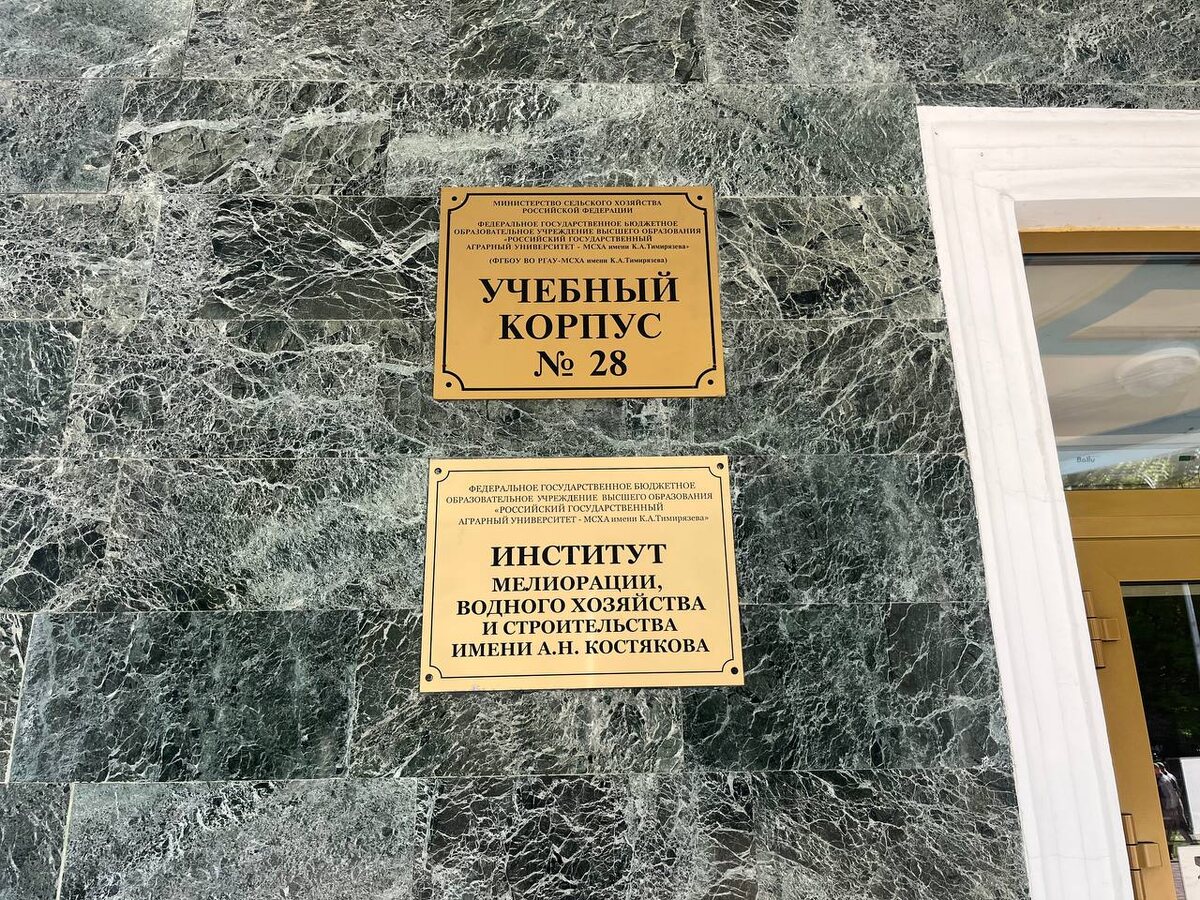 МИНИСТЕРСТВО СЕЛЬСКОГО ХОЗЯЙСТВА
РОССИЙСКОЙ ФЕДЕРАЦИИ
ФЕДЕРАЛЬНОЕ ГОСУДАРСТВЕННОЕ БЮДЖЕТНОЕ
ОБРАЗОВАТЕЛЬНОЕ УЧРЕЖДЕНИЕ ВЫСШЕГО ОБРАЗОВАНИЯ
«РОССИЙСКИЙ ГОСУДАРСТВЕННЫЙ
АГРАРНЫЙ УНИВЕРСИТЕТ - МСХА имени К.А.Тимирязева»
(ФГБОУ ВО РГАУ-МСХА имени К.А.Тимирязева)
УЧЕБНЫЙ
КОРПУС
№ 28
ФЕДЕРАЛЬНОЕ ГОСУДАРСТВЕННОЕ БЮДЖЕТНОЕ
ОБРАЗОВАТЕЛЬНОЕ УЧРЕЖДЕНИЕ ВЫСШЕГО ОБРАЗОВАНИЯ
«РОССИЙСКИЙ ГОСУДАРСТВЕННЫЙ
АГРАРНЫЙ УНИВЕРСИТЕТ - МСХА имени К.А.Тимирязева»
ИНСТИТУТ
МЕЛИОРАЦИИ,
ВОДНОГО ХОЗЯЙСТВА
И СТРОИТЕЛЬСТВА
ИМЕНИ А.Н. КОСТЯКОВА
Ballu